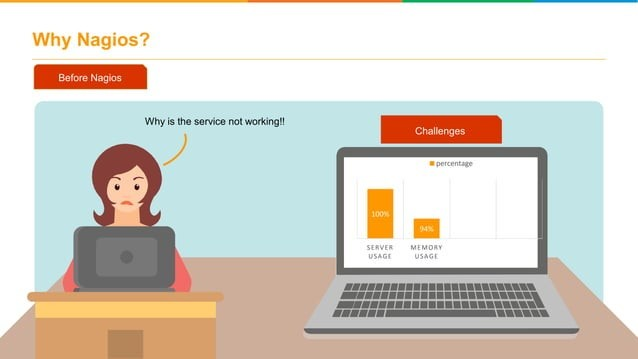 Why Nagios?
Before Nagios
Why is the service not working!!
Challenges
percentage
100%
94%
SERVER
USAGE
MEMORY
USAGE